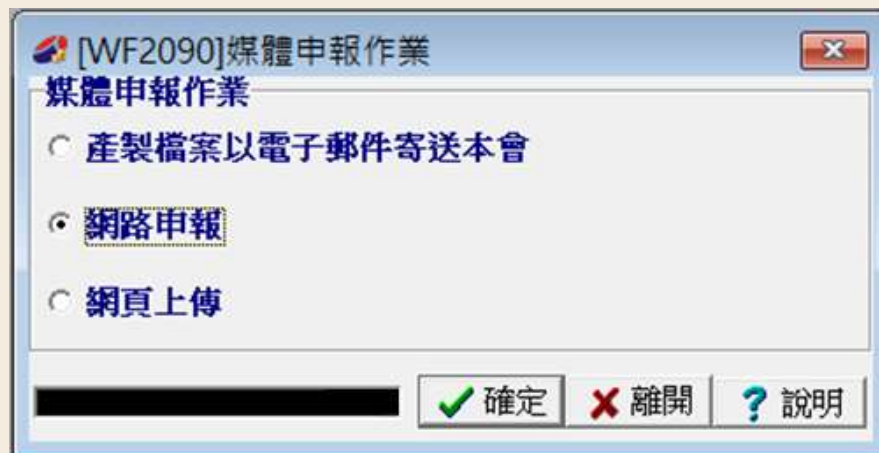 [WF2090]媒體申報作業
媒體申報作業
產製檔案以電子郵件寄送本會
網路申報
網頁上傳
確定 離開 ? 說明